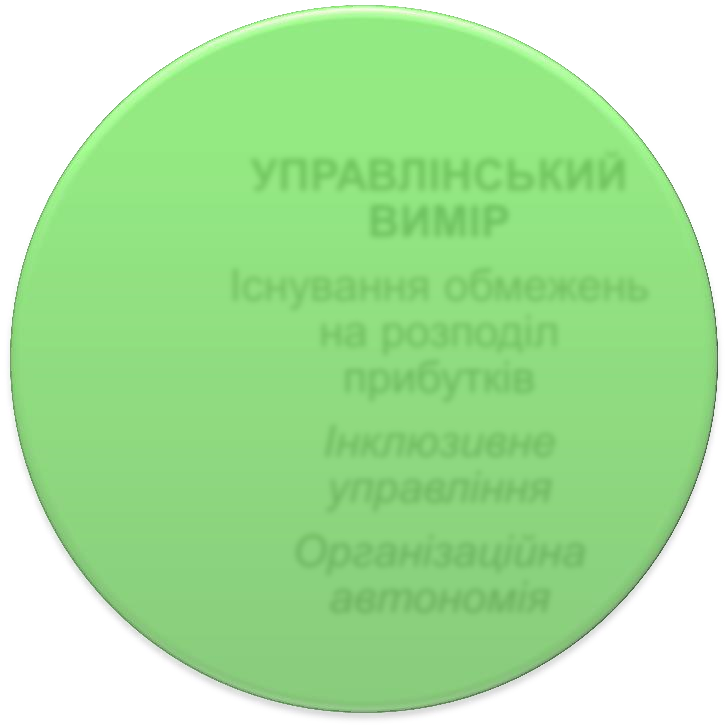 УПРАВЛІНСЬКИЙ
ВИМІР
Існування обмежень
на розподіл
прибутків
Інклюзивне
управління
Організаційна
автономія